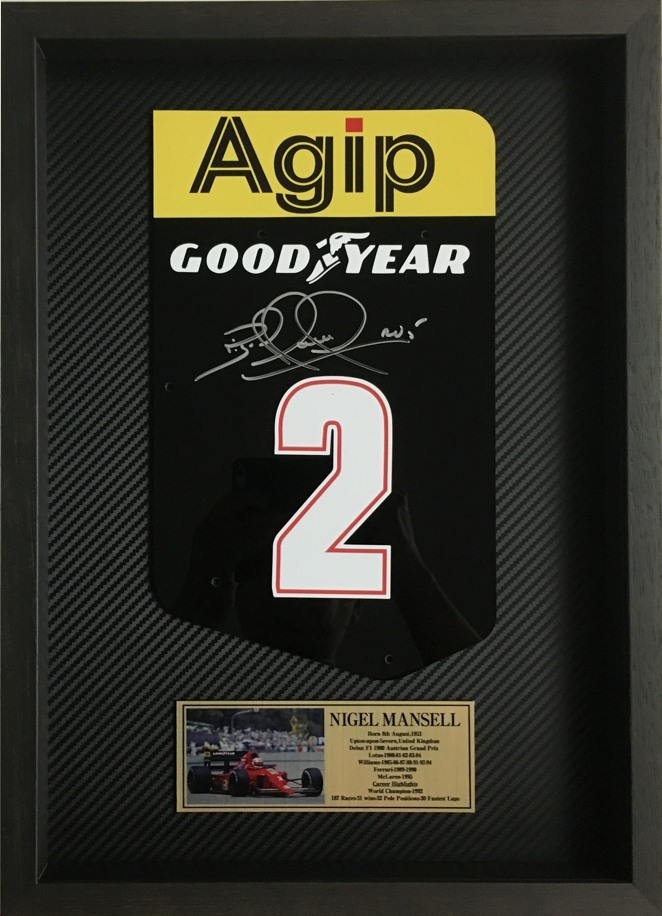 Agip
GOOD YEAR
2
NIGEL MANSELL
Born 8th August,1953
Upton-upon-Severn,United Kingdom
Debut F1 1980 Austrian Grand Prix
Lotus-1980-81-82-83-84
Williams-1985-86-87-88-91-92-94
Ferrari-1989-1990
McLaren-1995
Career Highlights
World Champion-1992
187 Races-31 wins-32 Pole Positions-30 Fastest Laps